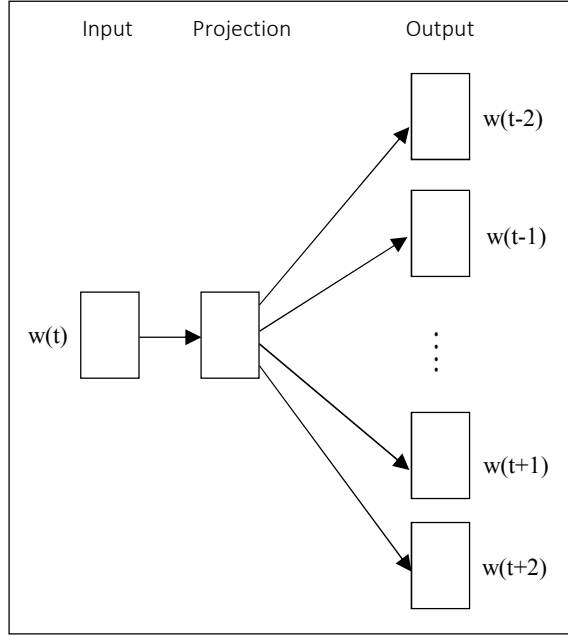 Input Projection Output
w(t-2)
w(t-1)
w(t)
w(t+1)
w(t+2)